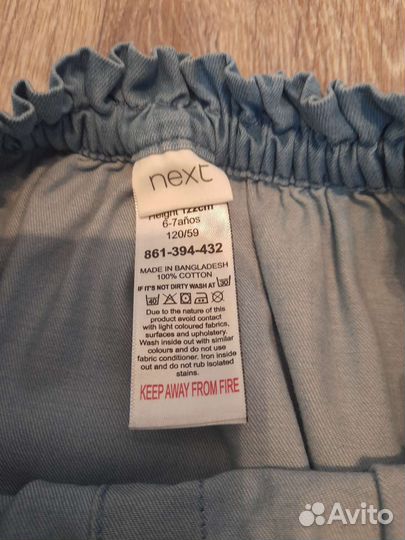 next
Height 122cm
6-7años
120/59
861-394-432
MADE IN BANGLADESH
100% COTTON
IF IT'S NOT DIRTY WASH AT 30
40
Due to the nature of this
product avoid contact
with light coloured fabrics,
surfaces and upholstery.
Wash inside out with similar
colours and do not use
fabric conditioner. Iron inside
out and do not rub isolated
stains.
KEEP AWAY FROM FIRE
Avito